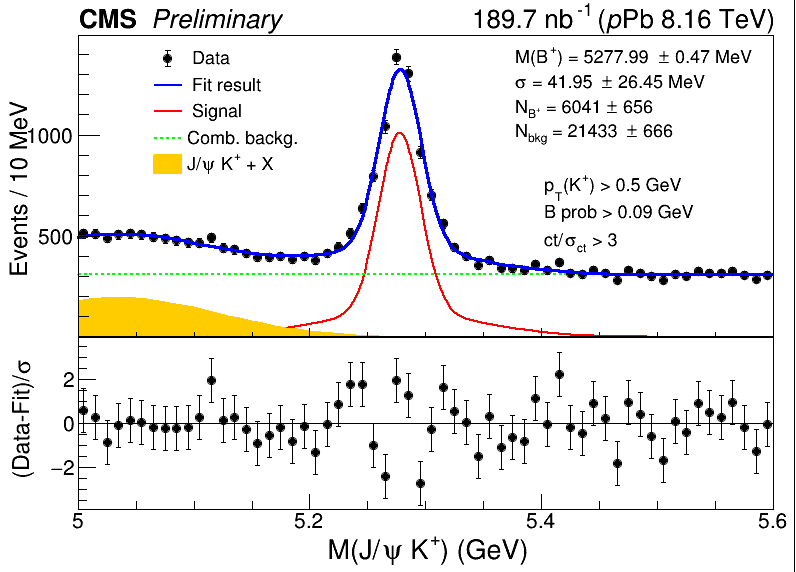 CMS Preliminary 189.7 nb⁻¹ (pPb 8.16 TeV)
Data
Fit result
Signal
Comb. backg.
J/ψ K⁺ + X
M(B⁺) = 5277.99 ± 0.47 MeV
σ = 41.95 ± 26.45 MeV
N_B⁺ = 6041 ± 656
N_bkg = 21433 ± 666
p_T(K⁺) > 0.5 GeV
B prob > 0.09 GeV
ct/σ_ct > 3
Events / 10 MeV
1000
500
(Data-Fit)/σ
2
0
−2
5 5.2 5.4 5.6
M(J/ψ K⁺) (GeV)